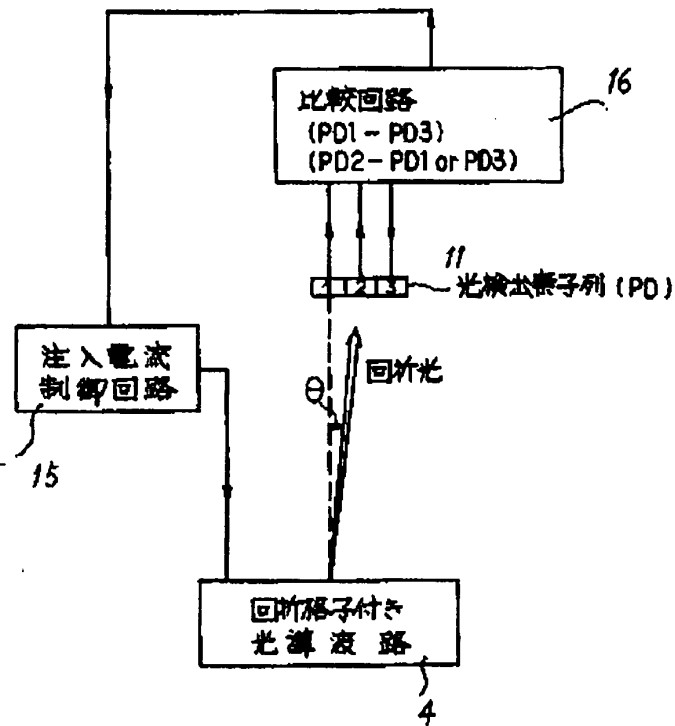 16
比較回路
(PD1~PD3)
(PD2-PD1 or PD3)
11
1 2 3
光検出素子列(PD)
注入電流
制御回路
θ
回折光
15
回折格子付き
光導波路
4